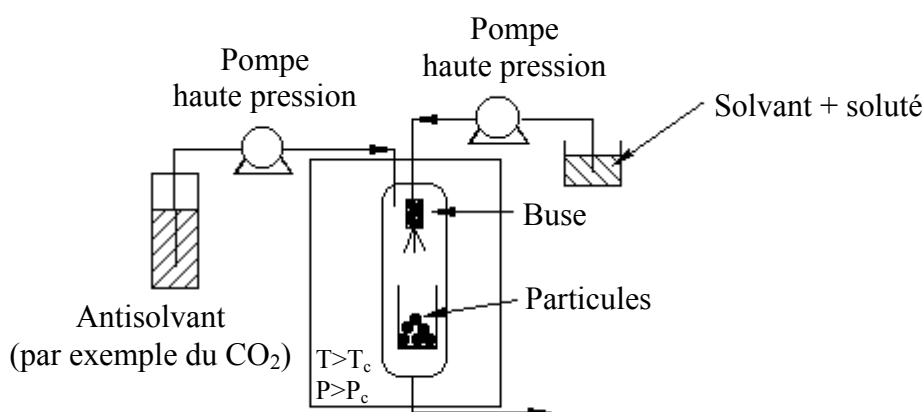 Pompe
haute pression
Pompe
haute pression
Solvant + soluté
Buse
Particules
Antisolvant
(par exemple du CO₂)
T>Tc
P>Pc